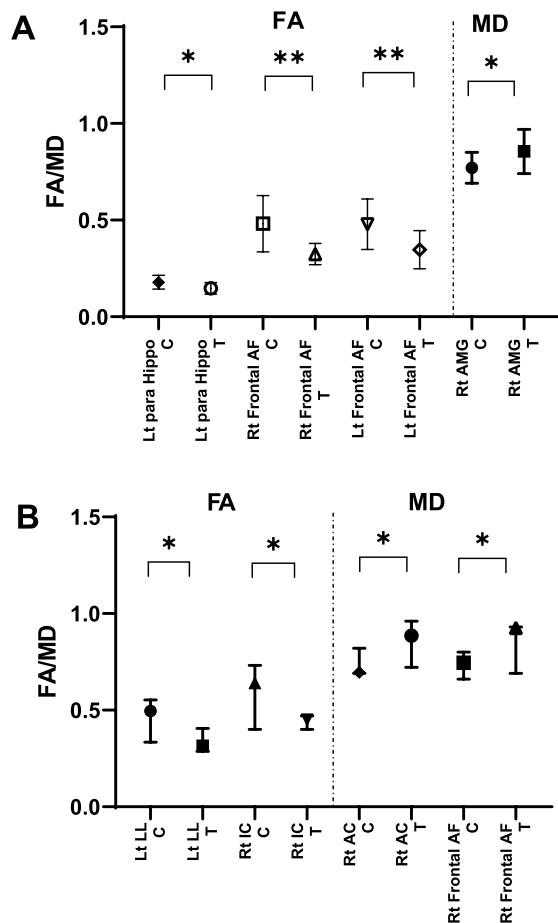 A
FA
MD
1.5
1.0
0.5
0.0
FA/MD
*
**
**
*
Lt para Hippo C
Lt para Hippo T
Rt Frontal AF C
Rt Frontal AF T
Lt Frontal AF C
Lt Frontal AF T
Rt AMG C
Rt AMG T
B
FA
MD
1.5
1.0
0.5
0.0
FA/MD
*
*
*
*
Lt LL C
Lt LL T
Rt IC C
Rt IC T
Rt AC C
Rt AC T
Rt Frontal AF C
Rt Frontal AF T